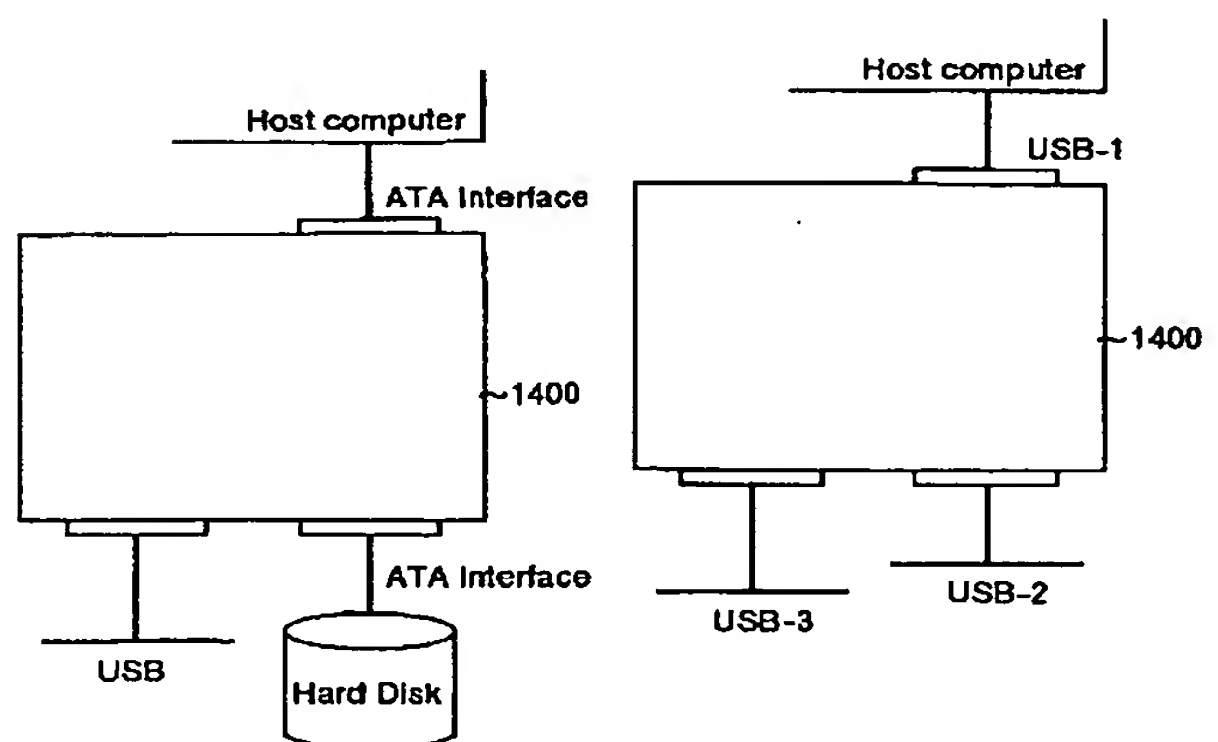 Host computer
ATA Interface
1400
ATA Interface
USB
Hard Disk
Host computer
USB-1
1400
USB-2
USB-3